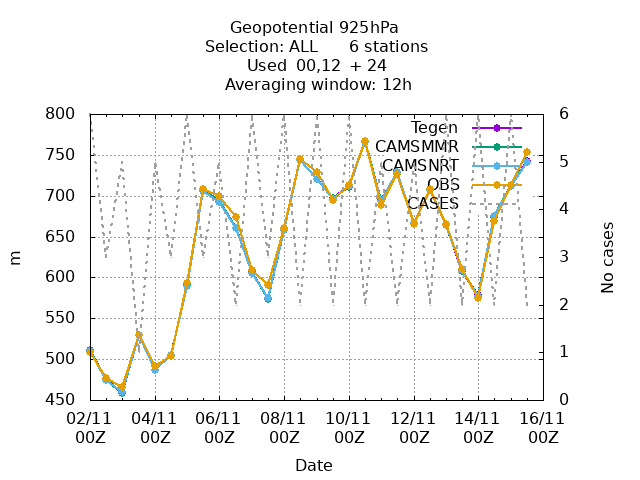 Geopotential 925hPa
Selection: ALL 6 stations
Used 00,12 + 24
Averaging window: 12h
800
750
700
650
600
550
500
450
m
6
5
4
3
2
1
0
No cases
Tegen
CAMSMMR
CAMSNRT
OBS
CASES
02/11 04/11 06/11 08/11 10/11 12/11 14/11 16/11
00Z 00Z 00Z 00Z 00Z 00Z 00Z 00Z
Date